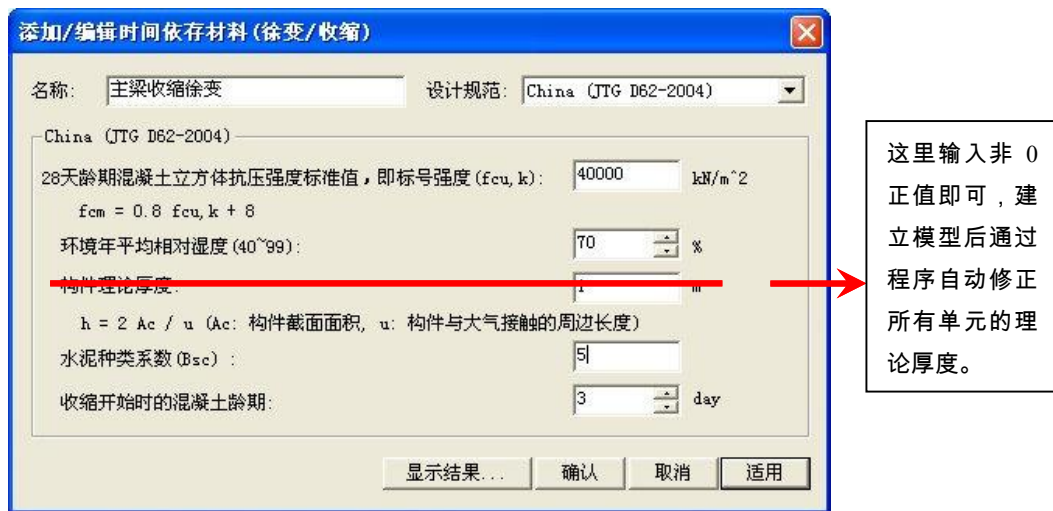 添加/编辑时间依存材料(徐变/收缩)
名称: 主梁收缩徐变 设计规范: China (JTG D62-2004)
China (JTG D62-2004)
28天龄期混凝土立方体抗压强度标准值，即标号强度(fcu,k): 40000 kN/m^2
fcm = 0.8 fcu,k + 8
环境年平均相对湿度(40~99): 70 %
构件理论厚度: 1 m
h = 2 Ac / u (Ac: 构件截面面积, u: 构件与大气接触的周边长度)
水泥种类系数(Bsc) : 5
收缩开始时的混凝土龄期: 3 day
显示结果... 确认 取消 适用
这里输入非 0
正值即可，建
立模型后通过
程序自动修正
所有单元的理
论厚度。